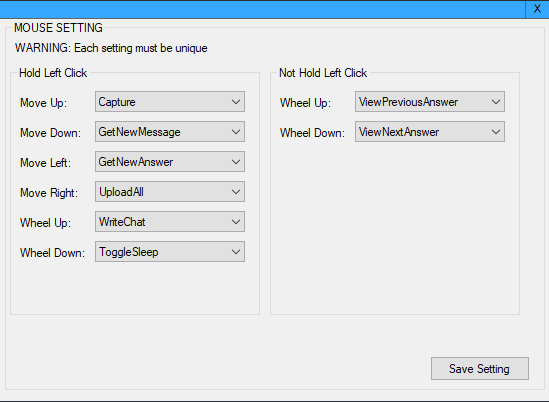 X
MOUSE SETTING
WARNING: Each setting must be unique
Hold Left Click
Move Up: Capture
Move Down: GetNewMessage
Move Left: GetNewAnswer
Move Right: UploadAll
Wheel Up: WriteChat
Wheel Down: ToggleSleep
Not Hold Left Click
Wheel Up: ViewPreviousAnswer
Wheel Down: ViewNextAnswer
Save Setting